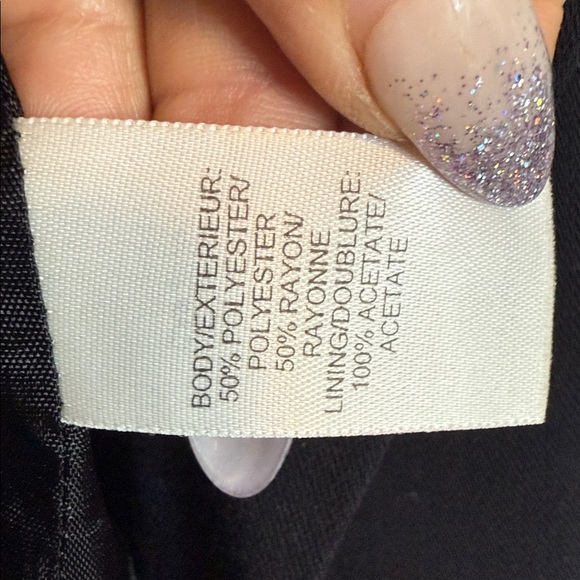 BODY/EXTERIEUR:
50% POLYESTER/
POLYESTER
50% RAYON/
RAYONNE
LINING/DOUBLURE:
100% ACETATE/
ACETATE